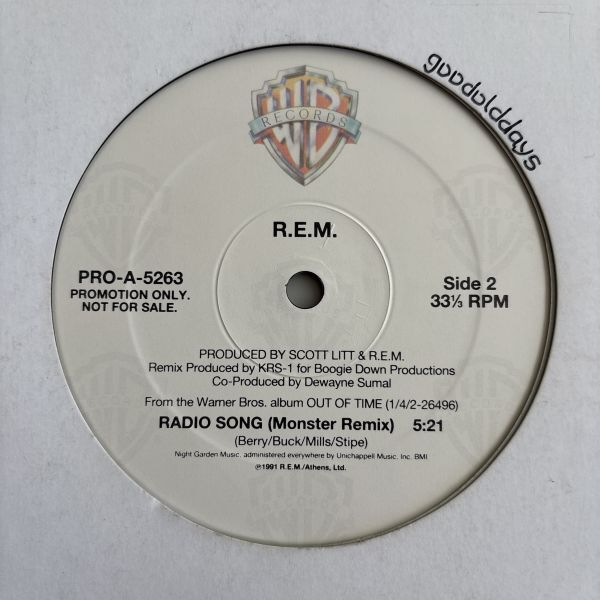 goodolddays
WB
RECORDS
R.E.M.
PRO-A-5263
PROMOTION ONLY.
NOT FOR SALE.
Side 2
33⅓ RPM
PRODUCED BY SCOTT LITT & R.E.M.
Remix Produced by KRS-1 for Boogie Down Productions
Co-Produced by Dewayne Sumal
From the Warner Bros. album OUT OF TIME (1/4/2-26496)
RADIO SONG (Monster Remix) 5:21
(Berry/Buck/Mills/Stipe)
Night Garden Music, administered everywhere by Unichappell Music, Inc. BMI
℗1991 R.E.M./Athens, Ltd.